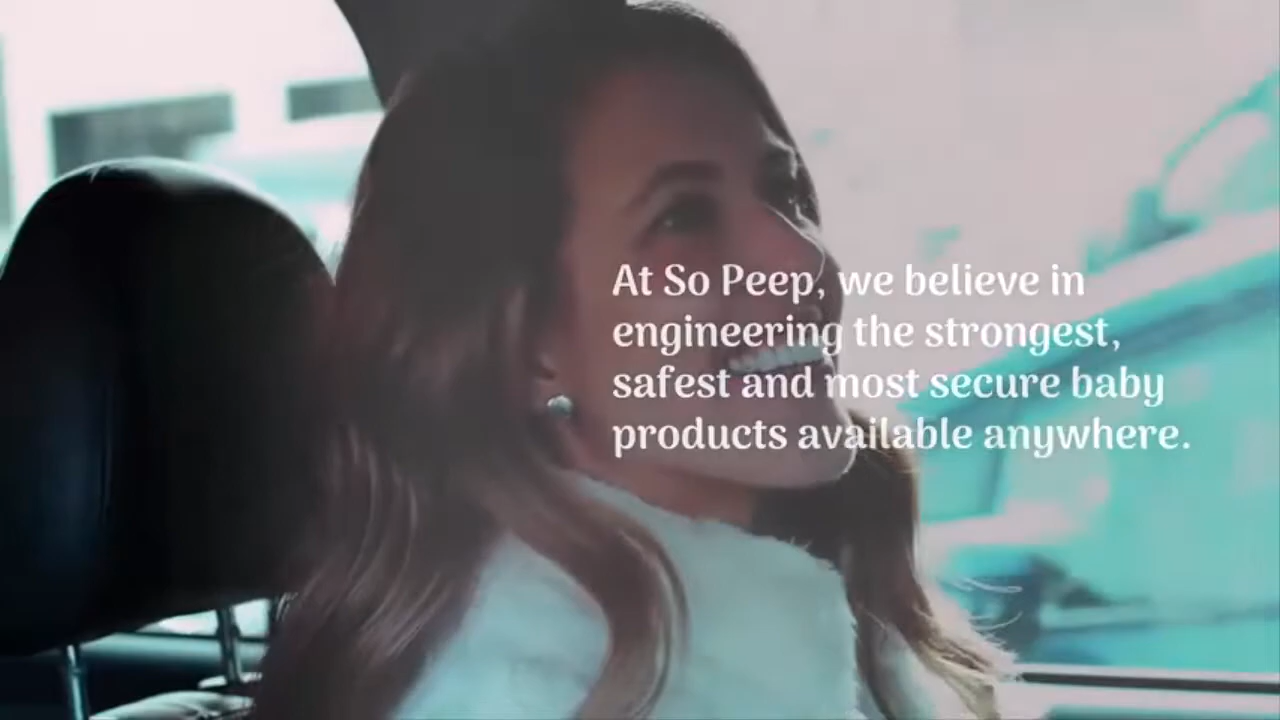 At So Peep, we believe in
engineering the strongest,
safest and most secure baby
products available anywhere.